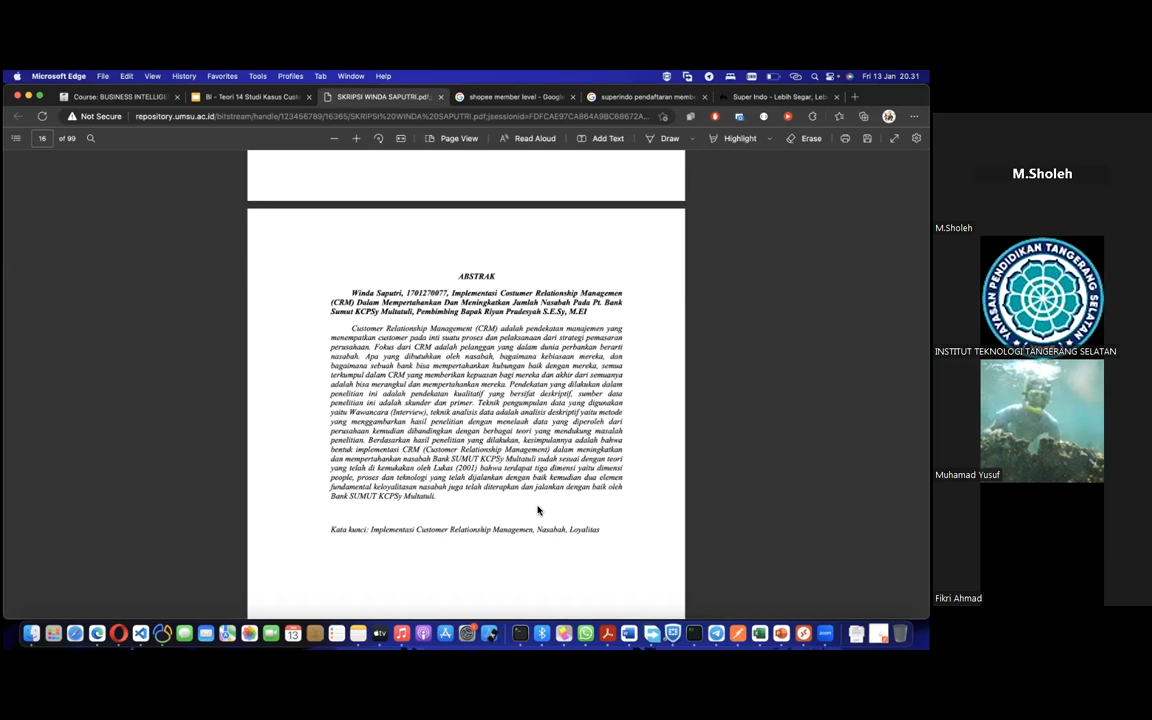 Microsoft Edge File Edit View History Favorites Tools Profiles Tab Window Help Fri 13 Jan 20.31
Course: BUSINESS INTELLIGE BI - Teori 14 Studi Kasus Cust SKRIPSI WINDA SAPUTRI.pdf; shopee member level - Google superindo pendaftaran membe Super Indo - Lebih Segar, Leb
Not Secure repository.umsu.ac.id/bitstream/handle/123456789/16365/SKRIPSI%20WINDA%20SAPUTRI.pdf;jsessionid=FDFCAE97CA864A9BC68672A...
16 of 99 Page View Read Aloud Add Text Draw Highlight Erase
ABSTRAK
Winda Saputri, 1701270077, Implementasi Costumer Relationship Managemen
(CRM) Dalam Mempertahankan Dan Meningkatkan Jumlah Nasabah Pada Pt. Bank
Sumut KCPSy Multatuli, Pembimbing Bapak Riyan Pradesyah S.E.Sy, M.EI
Customer Relationship Management (CRM) adalah pendekatan manajemen yang
menempatkan customer pada inti suatu proses dan pelaksanaan dari strategi pemasaran
perusahaan. Fokus dari CRM adalah pelanggan yang dalam dunia perbankan berarti
nasabah. Apa yang dibutuhkan oleh nasabah, bagaimana kebiasaan mereka, dan
bagaimana sebuah bank bisa mempertahankan hubungan baik dengan mereka, semua
terkumpul dalam CRM yang memberikan kepuasan bagi mereka dan akhir dari semuanya
adalah bisa merangkul dan mempertahankan mereka. Pendekatan yang dilakukan dalam
penelitian ini adalah pendekatan kualitatif yang bersifat deskriptif, sumber data
penelitian ini adalah skunder dan primer. Teknik pengumpulan data yang digunakan
yaitu Wawancara (Interview), teknik analisis data adalah analisis deskriptif yaitu metode
yang menggambarkan hasil penelitian dengan menelaah data yang diperoleh dari
perusahaan kemudian dibandingkan dengan berbagai teori yang mendukung masalah
penelitian. Berdasarkan hasil penelitian yang dilakukan, kesimpulannya adalah bahwa
bentuk implementasi CRM (Customer Relationship Management) dalam meningkatkan
dan mempertahankan nasabah Bank SUMUT KCPSy Multatuli sudah sesuai dengan teori
yang telah di kemukakan oleh Lukas (2001) bahwa terdapat tiga dimensi yaitu dimensi
people, proses dan teknologi yang telah dijalankan dengan baik kemudian dua elemen
fundamental keloyalitasan nasabah juga telah diterapkan dan jalankan dengan baik oleh
Bank SUMUT KCPSy Multatuli.
Kata kunci: Implementasi Customer Relationship Managemen, Nasabah, Loyalitas
M.Sholeh
M.Sholeh
YAYASAN PENDIDIKAN TANGERANG SELATAN
INSTITUT TEKNOLOGI TANGERANG SELATAN
Muhamad Yusuf
Fikri Ahmad
13
tv
zoom